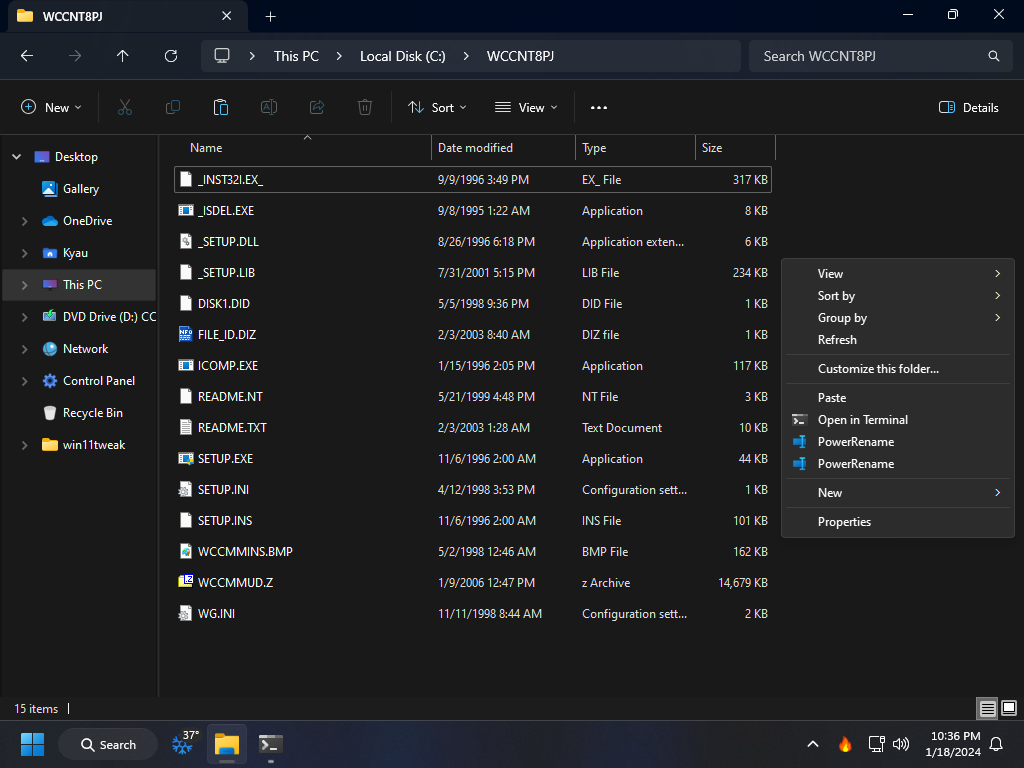 WCCNT8PJ
This PC
Local Disk (C:)
WCCNT8PJ
Search WCCNT8PJ
New
Sort
View
Details
Desktop
Gallery
OneDrive
Kyau
This PC
DVD Drive (D:) CC
Network
Control Panel
Recycle Bin
win11tweak
Name Date modified Type Size
_INST32I.EX_ 9/9/1996 3:49 PM EX_ File 317 KB
_ISDEL.EXE 9/8/1995 1:22 AM Application 8 KB
_SETUP.DLL 8/26/1996 6:18 PM Application exten... 6 KB
_SETUP.LIB 7/31/2001 5:15 PM LIB File 234 KB
DISK1.DID 5/5/1998 9:36 PM DID File 1 KB
FILE_ID.DIZ 2/3/2003 8:40 AM DIZ file 1 KB
ICOMP.EXE 1/15/1996 2:05 PM Application 117 KB
README.NT 5/21/1999 4:48 PM NT File 3 KB
README.TXT 2/3/2003 1:28 AM Text Document 10 KB
SETUP.EXE 11/6/1996 2:00 AM Application 44 KB
SETUP.INI 4/12/1998 3:53 PM Configuration sett... 1 KB
SETUP.INS 11/6/1996 2:00 AM INS File 101 KB
WCCMMINS.BMP 5/2/1998 12:46 AM BMP File 162 KB
WCCMMUD.Z 1/9/2006 12:47 PM z Archive 14,679 KB
WG.INI 11/11/1998 8:44 AM Configuration sett... 2 KB
View
Sort by
Group by
Refresh
Customize this folder...
Paste
Open in Terminal
PowerRename
PowerRename
New
Properties
15 items
Search
37°
10:36 PM
1/18/2024